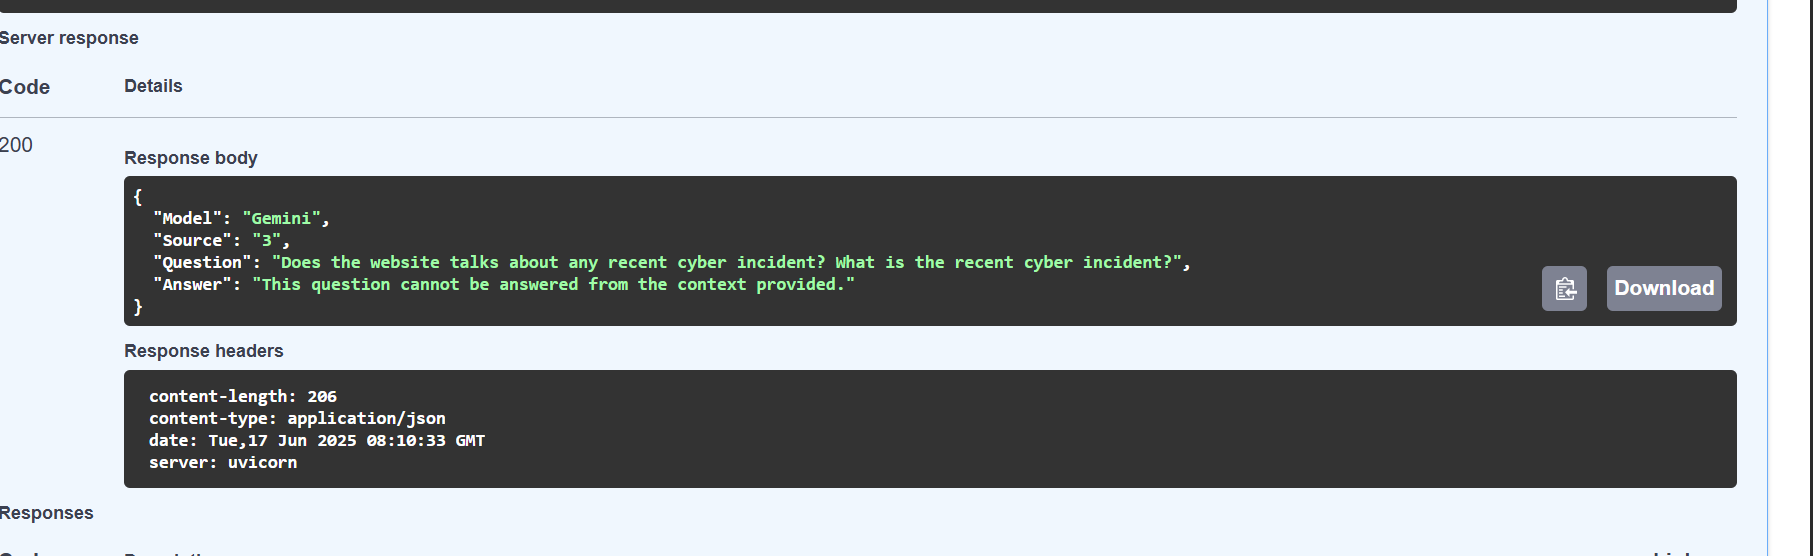 Server response
Code Details
200
Response body
{
  "Model": "Gemini",
  "Source": "3",
  "Question": "Does the website talks about any recent cyber incident? What is the recent cyber incident?",
  "Answer": "This question cannot be answered from the context provided."
}
Download
Response headers
content-length: 206
content-type: application/json
date: Tue,17 Jun 2025 08:10:33 GMT
server: uvicorn
Responses